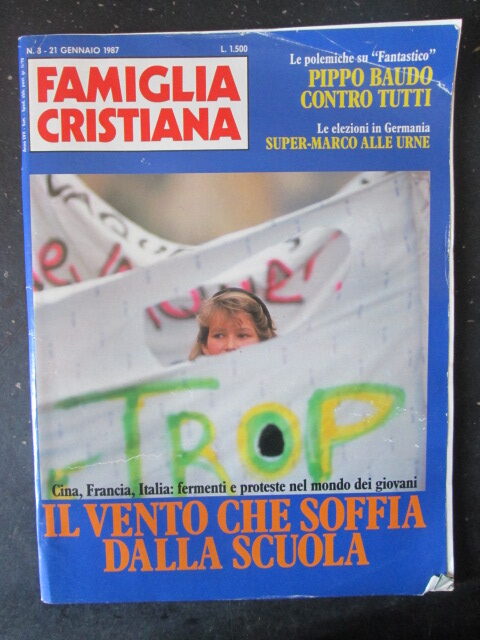 N. 3 - 21 GENNAIO 1987
L. 1.500
FAMIGLIA
CRISTIANA
Le polemiche su "Fantastico"
PIPPO BAUDO
CONTRO TUTTI
Le elezioni in Germania
SUPER-MARCO ALLE URNE
TROP
Cina, Francia, Italia: fermenti e proteste nel mondo dei giovani
IL VENTO CHE SOFFIA
DALLA SCUOLA